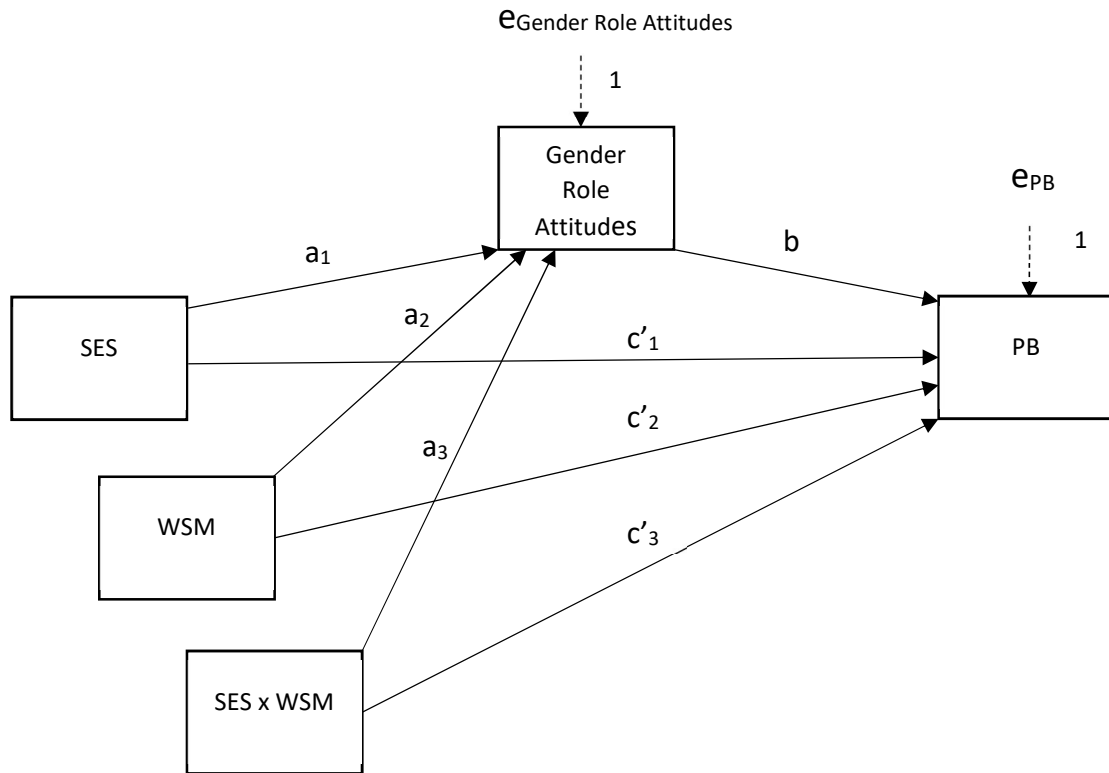 eGender Role Attitudes
1
Gender
Role
Attitudes
ePB
1
a1
b
SES
a2
c’1
PB
c’2
a3
WSM
c’3
SES x WSM